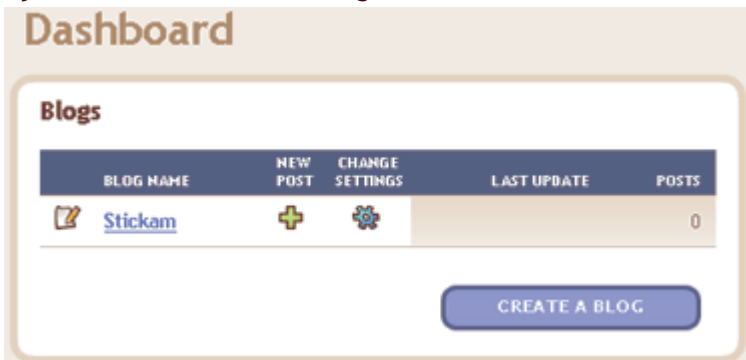 Dashboard
Blogs
BLOG NAME NEW POST CHANGE SETTINGS LAST UPDATE POSTS
Stickam 0
CREATE A BLOG